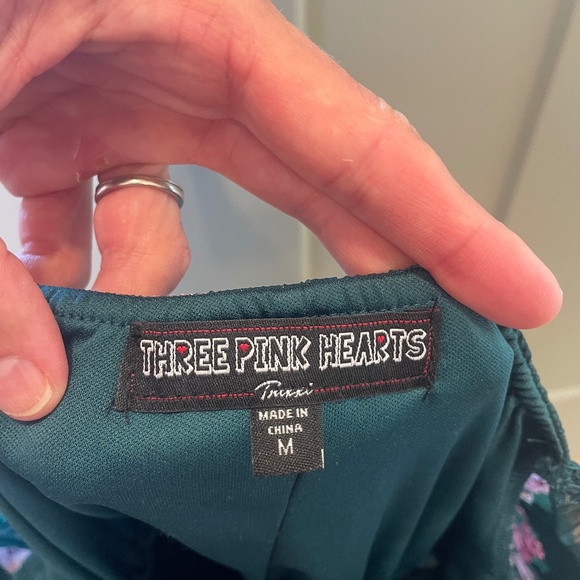 THREE PINK HEARTS
Trixxi
MADE IN
CHINA
M